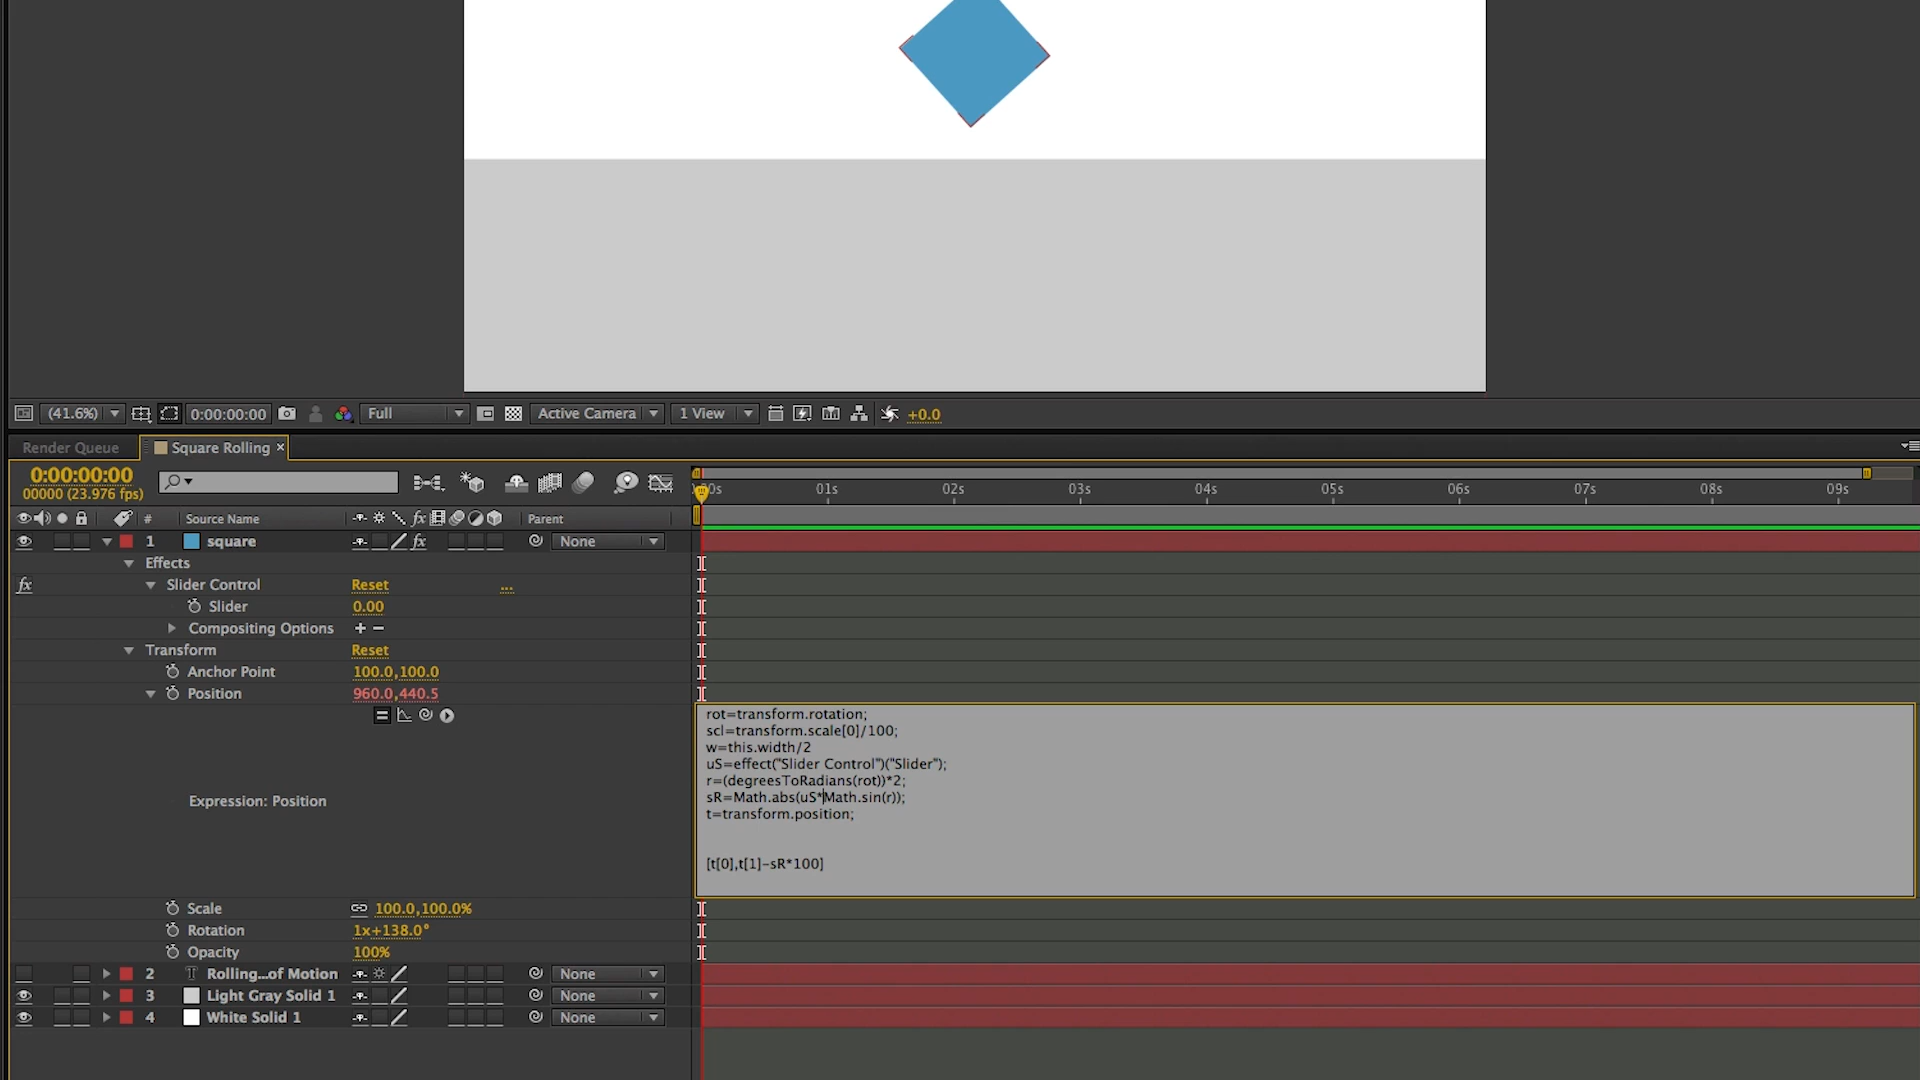 (41.6%) 0:00:00:00 Full Active Camera 1 View +0.0
Render Queue Square Rolling ×
0:00:00:00
00000 (23.976 fps)
00s 01s 02s 03s 04s 05s 06s 07s 08s 09s
# Source Name fx Parent
1 square fx None
Effects
fx Slider Control Reset ...
Slider 0.00
Compositing Options + −
Transform Reset
Anchor Point 100.0,100.0
Position 960.0,440.5
Expression: Position
rot=transform.rotation;
scl=transform.scale[0]/100;
w=this.width/2
uS=effect("Slider Control")("Slider");
r=(degreesToRadians(rot))*2;
sR=Math.abs(uS*Math.sin(r));
t=transform.position;
[t[0],t[1]-sR*100]
Scale 100.0,100.0%
Rotation 1x+138.0°
Opacity 100%
2 T Rolling...of Motion None
3 Light Gray Solid 1 None
4 White Solid 1 None